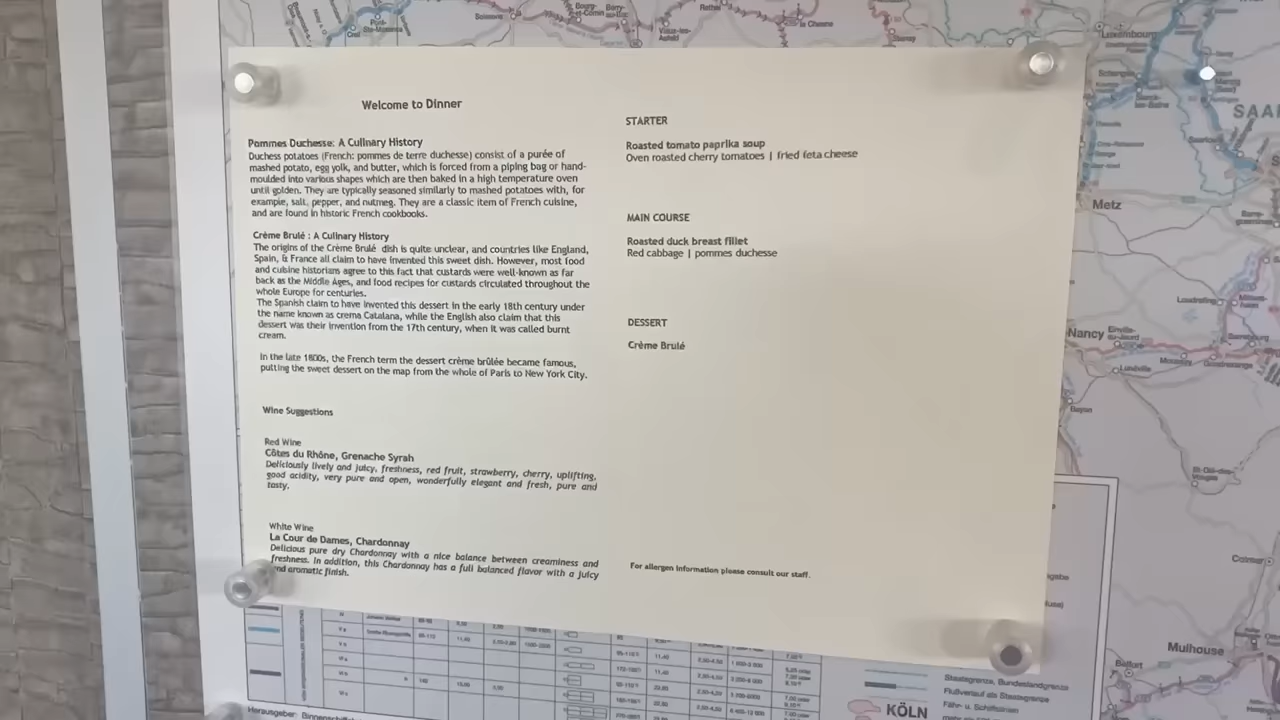 Welcome to Dinner
Pommes Duchesse: A Culinary History
Duchess potatoes (French: pommes de terre duchesse) consist of a purée of
mashed potato, egg yolk, and butter, which is forced from a piping bag or hand-
moulded into various shapes which are then baked in a high temperature oven
until golden. They are typically seasoned similarly to mashed potatoes with, for
example, salt, pepper, and nutmeg. They are a classic item of French cuisine,
and are found in historic French cookbooks.
Crème Brulé : A Culinary History
The origins of the Crème Brulé dish is quite unclear, and countries like England,
Spain, & France all claim to have invented this sweet dish. However, most food
and cuisine historians agree to this fact that custards were well-known as far
back as the Middle Ages, and food recipes for custards circulated throughout the
whole Europe for centuries.
The Spanish claim to have invented this dessert in the early 18th century under
the name known as crema Catalana, while the English also claim that this
dessert was their invention from the 17th century, when it was called burnt
cream.
In the late 1800s, the French term the dessert crème brûlée became famous,
putting the sweet dessert on the map from the whole of Paris to New York City.
Wine Suggestions
Red Wine
Côtes du Rhône, Grenache Syrah
Deliciously lively and juicy, freshness, red fruit, strawberry, cherry, uplifting,
good acidity, very pure and open, wonderfully elegant and fresh, pure and
tasty.
White Wine
La Cour de Dames, Chardonnay
Delicious pure dry Chardonnay with a nice balance between creaminess and
freshness. In addition, this Chardonnay has a full balanced flavor with a juicy
and aromatic finish.
STARTER
Roasted tomato paprika soup
Oven roasted cherry tomatoes | fried feta cheese
MAIN COURSE
Roasted duck breast fillet
Red cabbage | pommes duchesse
DESSERT
Crème Brulé
For allergen information please consult our staff.
Luxembourg
SAA
Metz
Nancy
Lunéville
Bayon
Colmar
Mulhouse
Belfort
Staatsgrenze, Bundeslandgrenze
Flußverlauf als Staatsgrenze
Fähr- u. Schiffslinien
KÖLN
Herausgeber: Binnenschiff